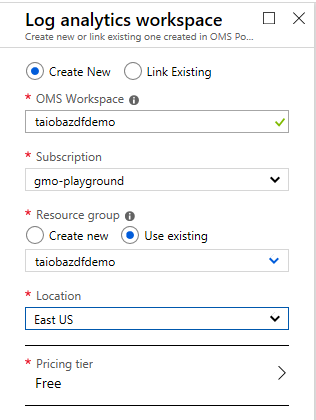 Log analytics workspace
Create new or link existing one created in OMS Po...
Create New Link Existing
* OMS Workspace
taiobazdfdemo
* Subscription
gmo-playground
* Resource group
Create new Use existing
taiobazdfdemo
* Location
East US
* Pricing tier
Free